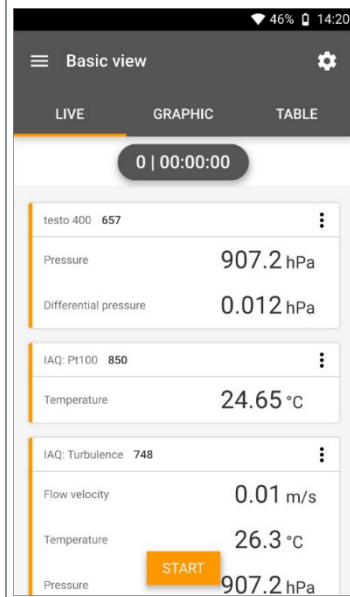 46% 14:20
Basic view
LIVE GRAPHIC TABLE
0 | 00:00:00
testo 400 657
Pressure 907.2 hPa
Differential pressure 0.012 hPa
IAQ: Pt100 850
Temperature 24.65 °C
IAQ: Turbulence 748
Flow velocity 0.01 m/s
Temperature 26.3 °C
START
Pressure 907.2 hPa